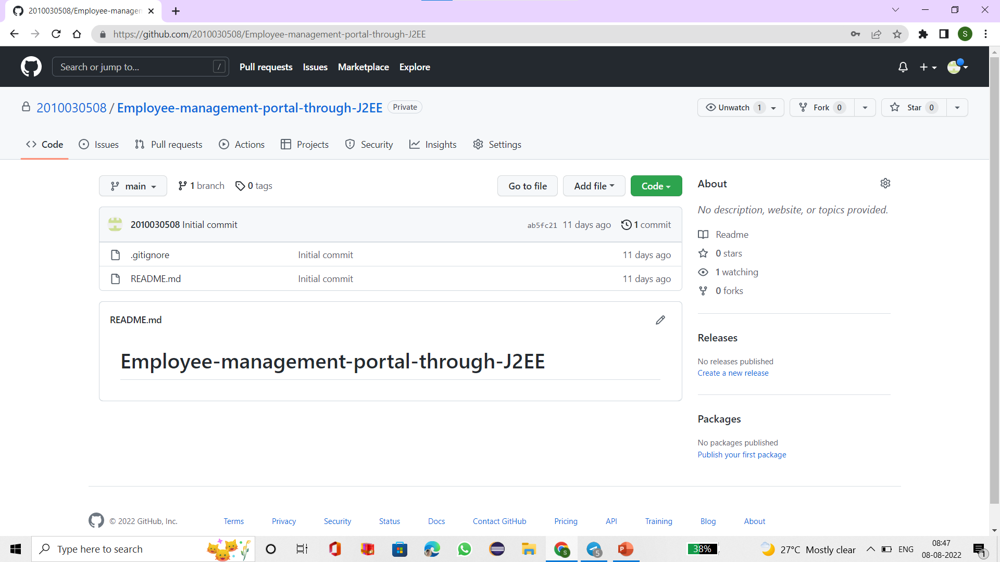 2010030508/Employee-managem
https://github.com/2010030508/Employee-management-portal-through-J2EE
S
Search or jump to...
/
Pull requests
Issues
Marketplace
Explore
2010030508 / Employee-management-portal-through-J2EE
Private
Unwatch 1
Fork 0
Star 0
Code
Issues
Pull requests
Actions
Projects
Security
Insights
Settings
main
1 branch
0 tags
Go to file
Add file
Code
2010030508 Initial commit
ab5fc21 11 days ago
1 commit
.gitignore
Initial commit
11 days ago
README.md
Initial commit
11 days ago
README.md
Employee-management-portal-through-J2EE
About
No description, website, or topics provided.
Readme
0 stars
1 watching
0 forks
Releases
No releases published
Create a new release
Packages
No packages published
Publish your first package
© 2022 GitHub, Inc.
Terms
Privacy
Security
Status
Docs
Contact GitHub
Pricing
API
Training
Blog
About
Type here to search
S
5
P
38%
27°C Mostly clear
ENG
08:47
08-08-2022
1